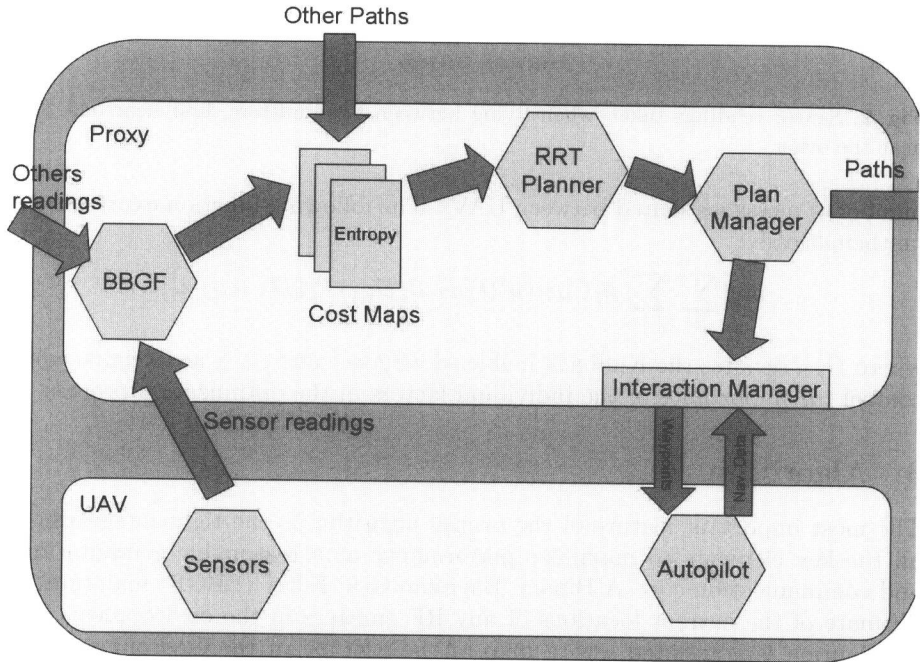 Other Paths
Proxy
RRT
Planner
Plan
Manager
Paths
Others
readings
Entropy
BBGF
Cost Maps
Interaction Manager
Sensor readings
Waypoints
Nav. Data
UAV
Sensors
Autopilot